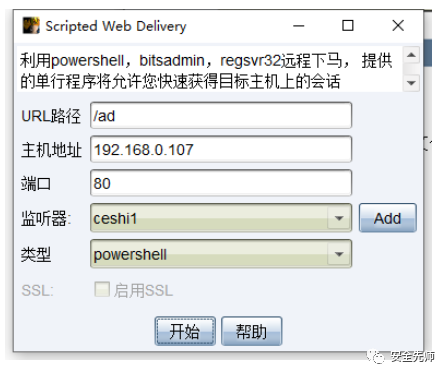 Scripted Web Delivery
利用powershell，bitsadmin，regsvr32远程下马， 提供
的单行程序将允许您快速获得目标主机上的会话
URL路径 /ad
主机地址 192.168.0.107
端口 80
监听器: ceshi1 Add
类型 powershell
SSL: 启用SSL
开始 帮助
安全先师